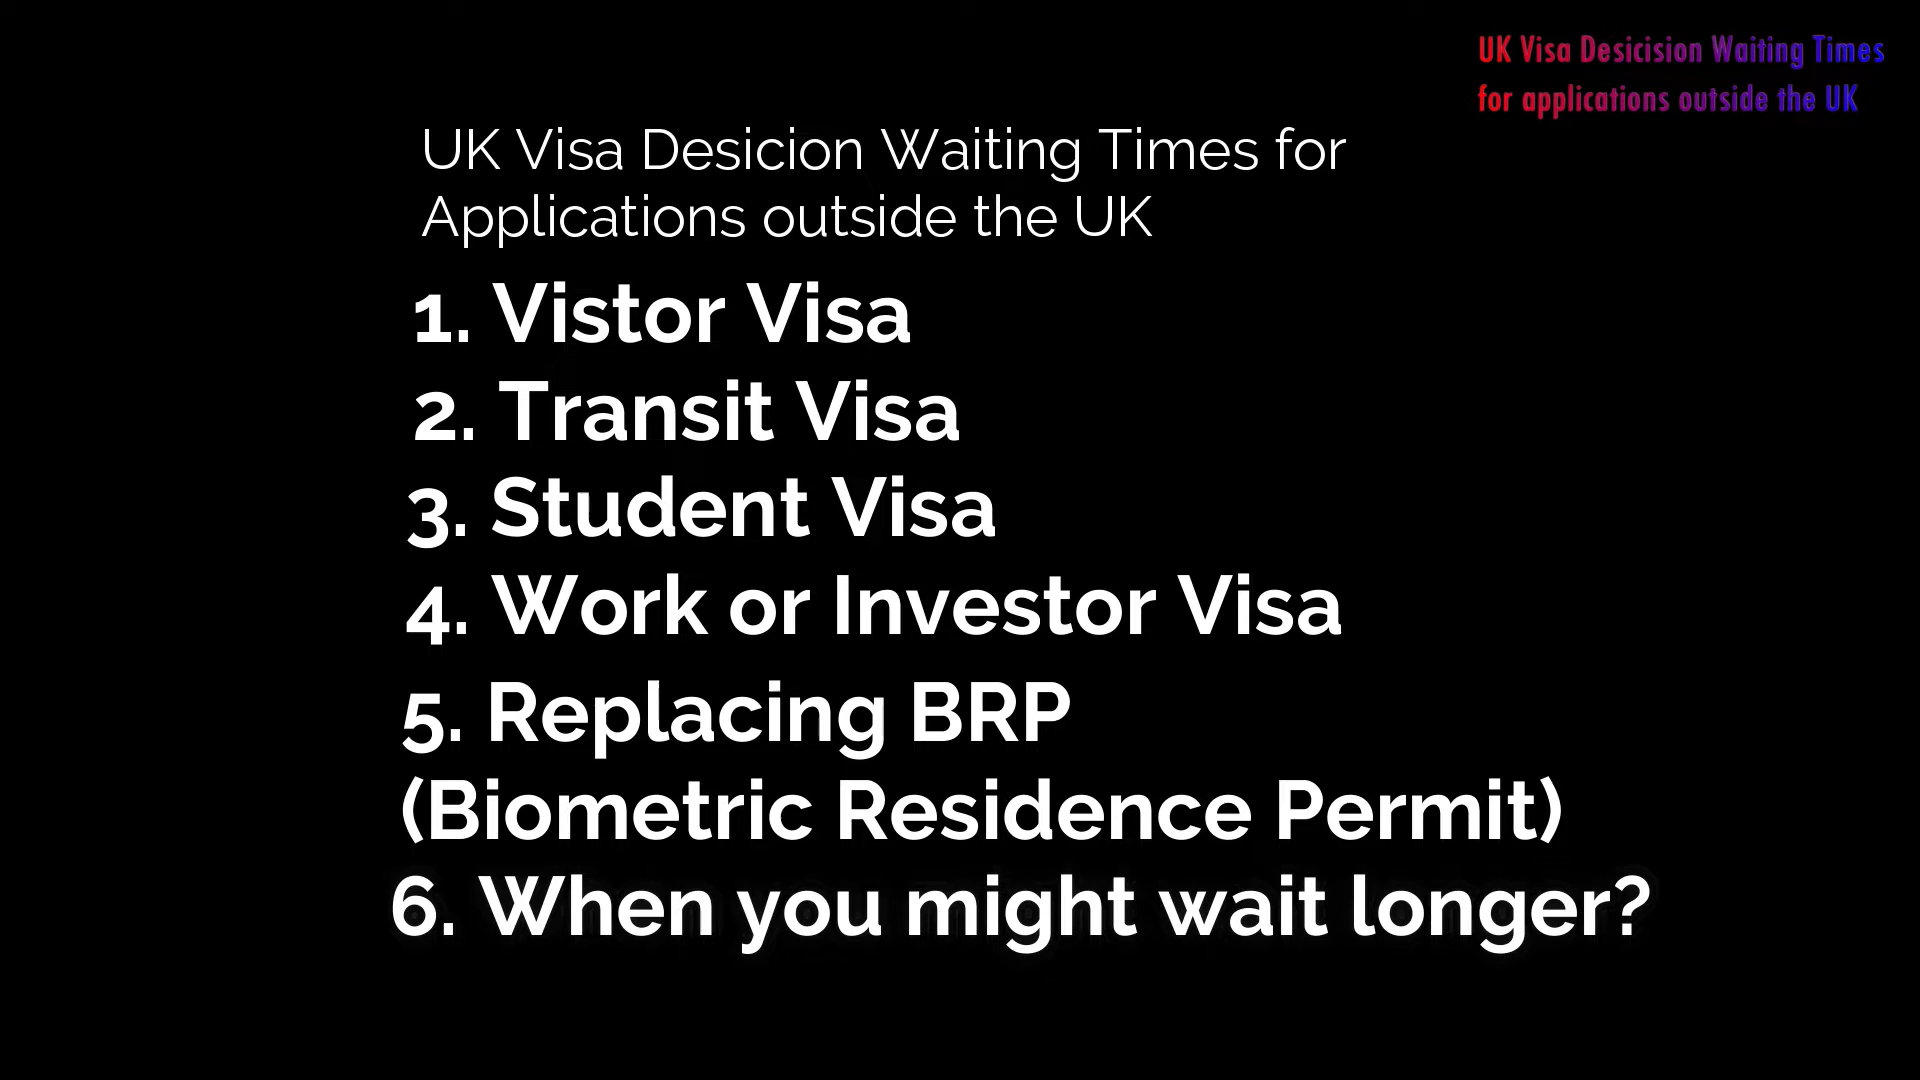 UK Visa Desicision Waiting Times
for applications outside the UK
UK Visa Desicion Waiting Times for
Applications outside the UK
1. Vistor Visa
2. Transit Visa
3. Student Visa
4. Work or Investor Visa
5. Replacing BRP
(Biometric Residence Permit)
6. When you might wait longer?